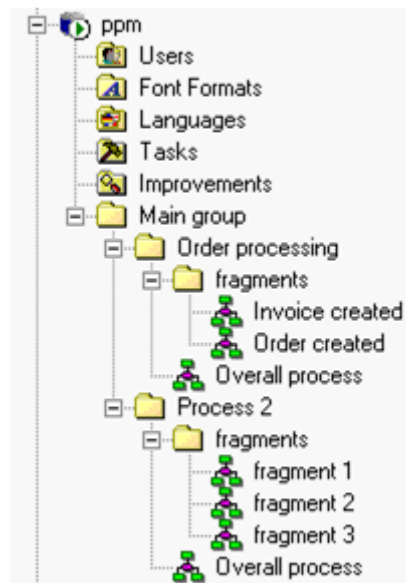 ppm
Users
Font Formats
Languages
Tasks
Improvements
Main group
Order processing
fragments
Invoice created
Order created
Overall process
Process 2
fragments
fragment 1
fragment 2
fragment 3
Overall process